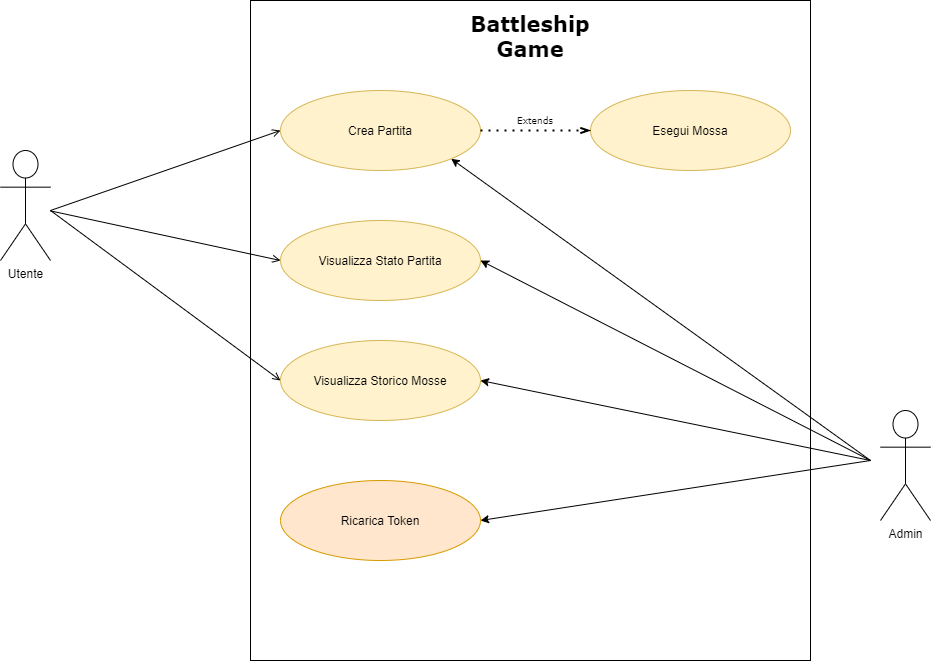 Battleship
Game
Crea Partita
Extends
Esegui Mossa
Visualizza Stato Partita
Utente
Visualizza Storico Mosse
Ricarica Token
Admin